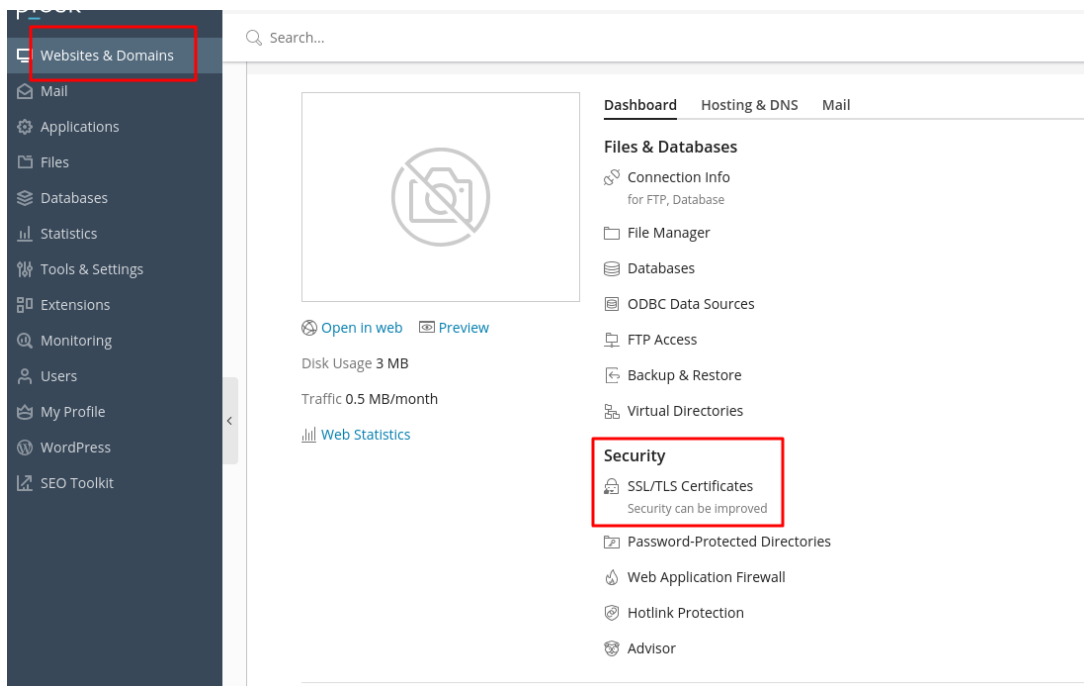 Websites & Domains
Mail
Applications
Files
Databases
Statistics
Tools & Settings
Extensions
Monitoring
Users
My Profile
WordPress
SEO Toolkit
Search...
Open in web Preview
Disk Usage 3 MB
Traffic 0.5 MB/month
Web Statistics
Dashboard Hosting & DNS Mail
Files & Databases
Connection Info
for FTP, Database
File Manager
Databases
ODBC Data Sources
FTP Access
Backup & Restore
Virtual Directories
Security
SSL/TLS Certificates
Security can be improved
Password-Protected Directories
Web Application Firewall
Hotlink Protection
Advisor